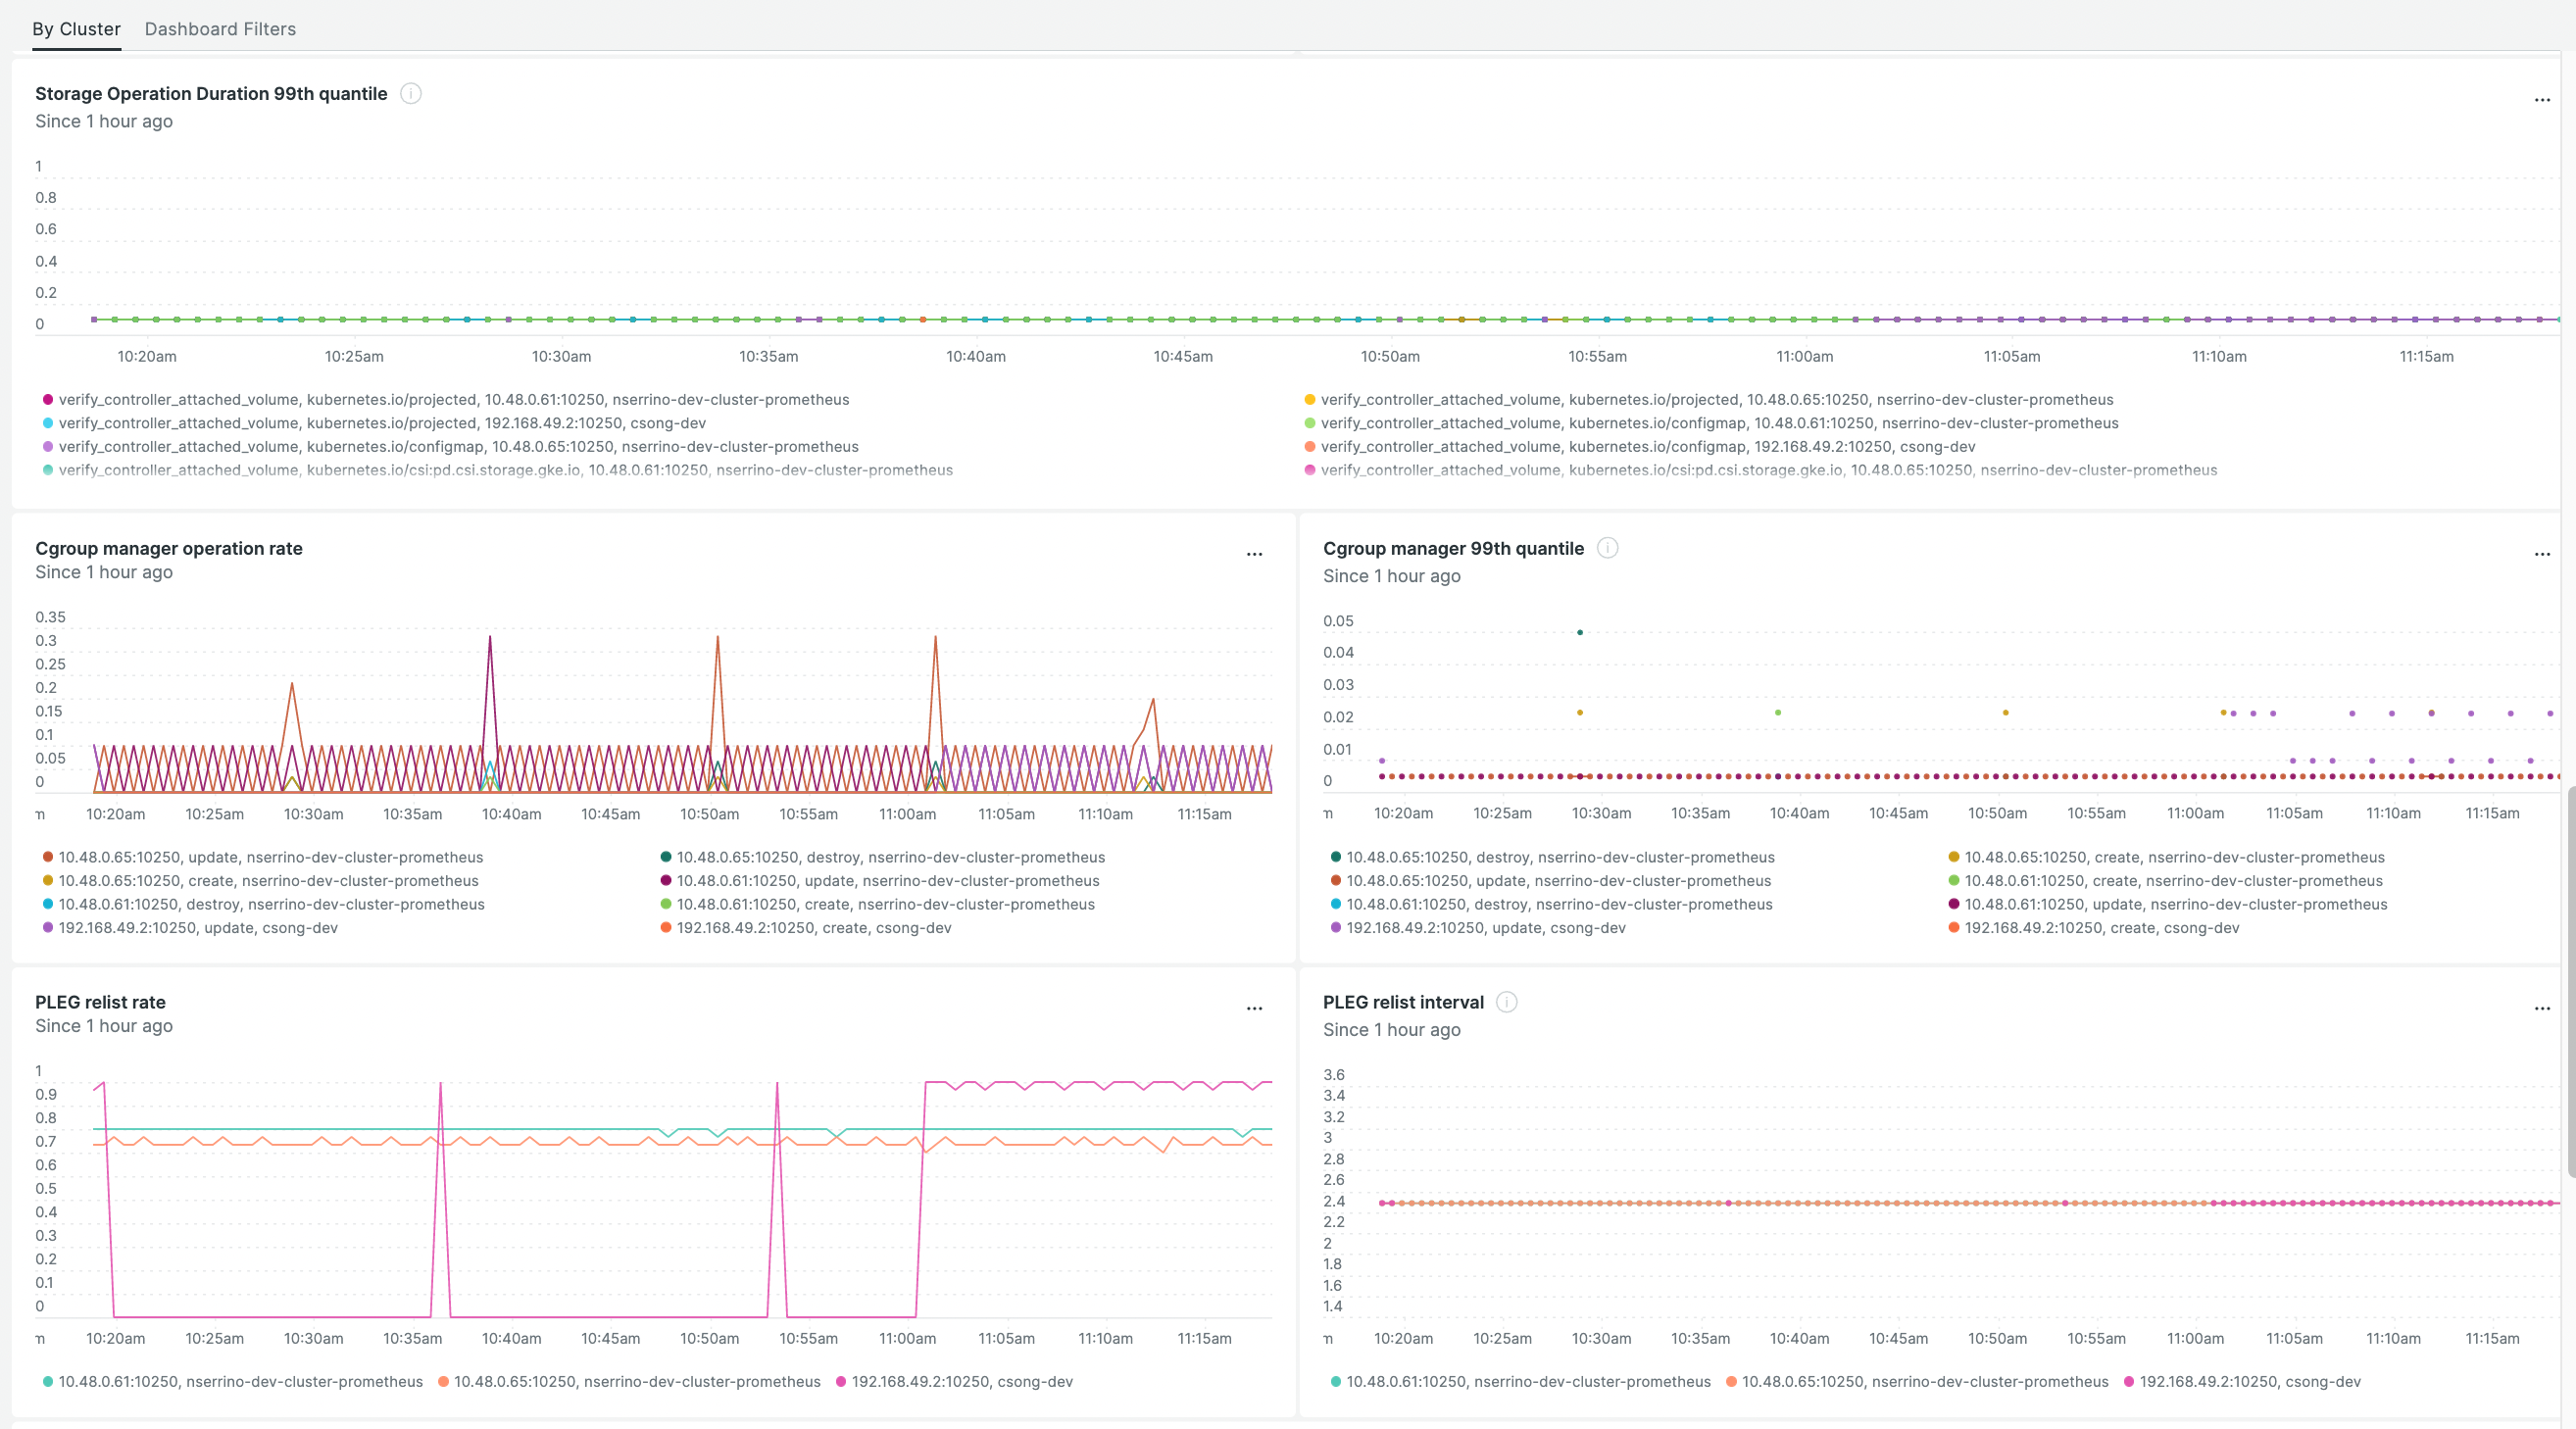 By Cluster Dashboard Filters
Storage Operation Duration 99th quantile
Since 1 hour ago
1
0.8
0.6
0.4
0.2
0
10:20am 10:25am 10:30am 10:35am 10:40am 10:45am 10:50am 10:55am 11:00am 11:05am 11:10am 11:15am
verify_controller_attached_volume, kubernetes.io/projected, 10.48.0.61:10250, nserrino-dev-cluster-prometheus
verify_controller_attached_volume, kubernetes.io/projected, 10.48.0.65:10250, nserrino-dev-cluster-prometheus
verify_controller_attached_volume, kubernetes.io/projected, 192.168.49.2:10250, csong-dev
verify_controller_attached_volume, kubernetes.io/configmap, 10.48.0.61:10250, nserrino-dev-cluster-prometheus
verify_controller_attached_volume, kubernetes.io/configmap, 10.48.0.65:10250, nserrino-dev-cluster-prometheus
verify_controller_attached_volume, kubernetes.io/configmap, 192.168.49.2:10250, csong-dev
verify_controller_attached_volume, kubernetes.io/csi:pd.csi.storage.gke.io, 10.48.0.61:10250, nserrino-dev-cluster-prometheus
verify_controller_attached_volume, kubernetes.io/csi:pd.csi.storage.gke.io, 10.48.0.65:10250, nserrino-dev-cluster-prometheus
Cgroup manager operation rate
Since 1 hour ago
0.35
0.3
0.25
0.2
0.15
0.1
0.05
0
m 10:20am 10:25am 10:30am 10:35am 10:40am 10:45am 10:50am 10:55am 11:00am 11:05am 11:10am 11:15am
10.48.0.65:10250, update, nserrino-dev-cluster-prometheus
10.48.0.65:10250, destroy, nserrino-dev-cluster-prometheus
10.48.0.65:10250, create, nserrino-dev-cluster-prometheus
10.48.0.61:10250, update, nserrino-dev-cluster-prometheus
10.48.0.61:10250, destroy, nserrino-dev-cluster-prometheus
10.48.0.61:10250, create, nserrino-dev-cluster-prometheus
192.168.49.2:10250, update, csong-dev
192.168.49.2:10250, create, csong-dev
Cgroup manager 99th quantile
Since 1 hour ago
0.05
0.04
0.03
0.02
0.01
0
m 10:20am 10:25am 10:30am 10:35am 10:40am 10:45am 10:50am 10:55am 11:00am 11:05am 11:10am 11:15am
10.48.0.65:10250, destroy, nserrino-dev-cluster-prometheus
10.48.0.65:10250, create, nserrino-dev-cluster-prometheus
10.48.0.65:10250, update, nserrino-dev-cluster-prometheus
10.48.0.61:10250, create, nserrino-dev-cluster-prometheus
10.48.0.61:10250, destroy, nserrino-dev-cluster-prometheus
10.48.0.61:10250, update, nserrino-dev-cluster-prometheus
192.168.49.2:10250, update, csong-dev
192.168.49.2:10250, create, csong-dev
PLEG relist rate
Since 1 hour ago
1
0.9
0.8
0.7
0.6
0.5
0.4
0.3
0.2
0.1
0
m 10:20am 10:25am 10:30am 10:35am 10:40am 10:45am 10:50am 10:55am 11:00am 11:05am 11:10am 11:15am
10.48.0.61:10250, nserrino-dev-cluster-prometheus 10.48.0.65:10250, nserrino-dev-cluster-prometheus 192.168.49.2:10250, csong-dev
PLEG relist interval
Since 1 hour ago
3.6
3.4
3.2
3
2.8
2.6
2.4
2.2
2
1.8
1.6
1.4
m 10:20am 10:25am 10:30am 10:35am 10:40am 10:45am 10:50am 10:55am 11:00am 11:05am 11:10am 11:15am
10.48.0.61:10250, nserrino-dev-cluster-prometheus 10.48.0.65:10250, nserrino-dev-cluster-prometheus 192.168.49.2:10250, csong-dev